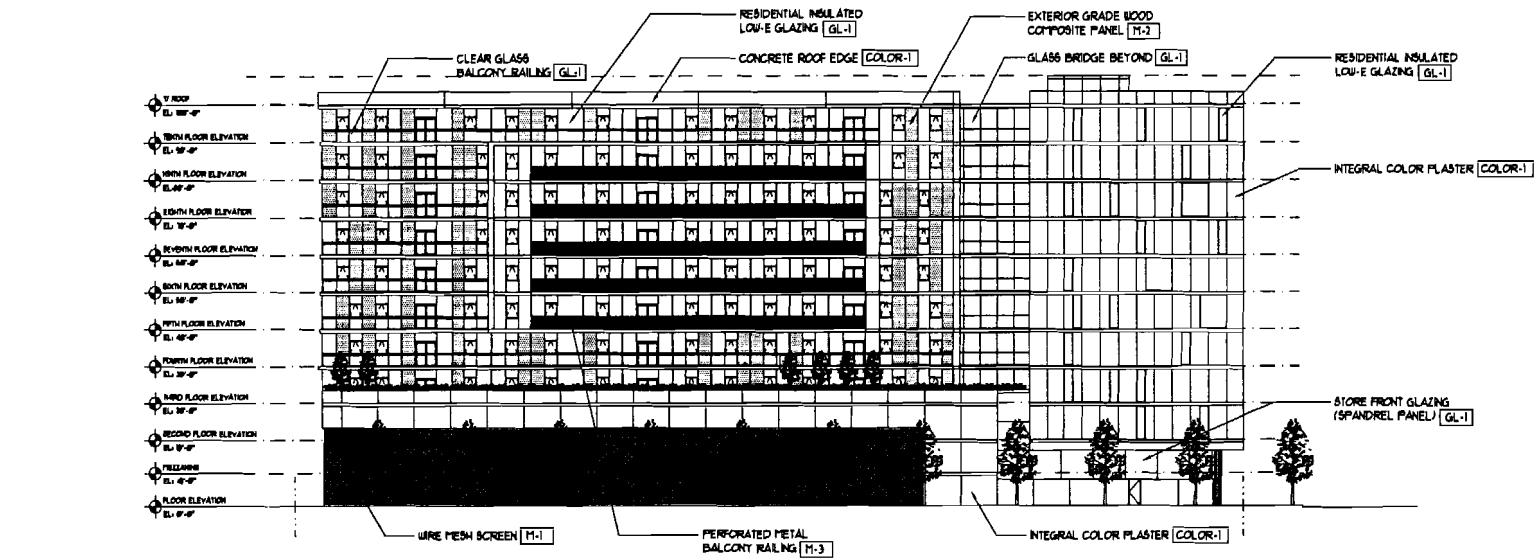 RESIDENTIAL INSULATED
LOW-E GLAZING GL-1
EXTERIOR GRADE WOOD
COMPOSITE PANEL M-2
CLEAR GLASS
BALCONY RAILING GL-1
CONCRETE ROOF EDGE COLOR-1
GLASS BRIDGE BEYOND GL-1
RESIDENTIAL INSULATED
LOW-E GLAZING GL-1
ROOF
TENTH FLOOR ELEVATION
NINTH FLOOR ELEVATION
INTEGRAL COLOR PLASTER COLOR-1
EIGHTH FLOOR ELEVATION
SEVENTH FLOOR ELEVATION
SIXTH FLOOR ELEVATION
FIFTH FLOOR ELEVATION
FOURTH FLOOR ELEVATION
THIRD FLOOR ELEVATION
STORE FRONT GLAZING
(SPANDREL PANEL) GL-1
SECOND FLOOR ELEVATION
MEZZANINE
FLOOR ELEVATION
EL: 0'-0"
WIRE MESH SCREEN M-1
PERFORATED METAL
BALCONY RAILING M-3
INTEGRAL COLOR PLASTER COLOR-1